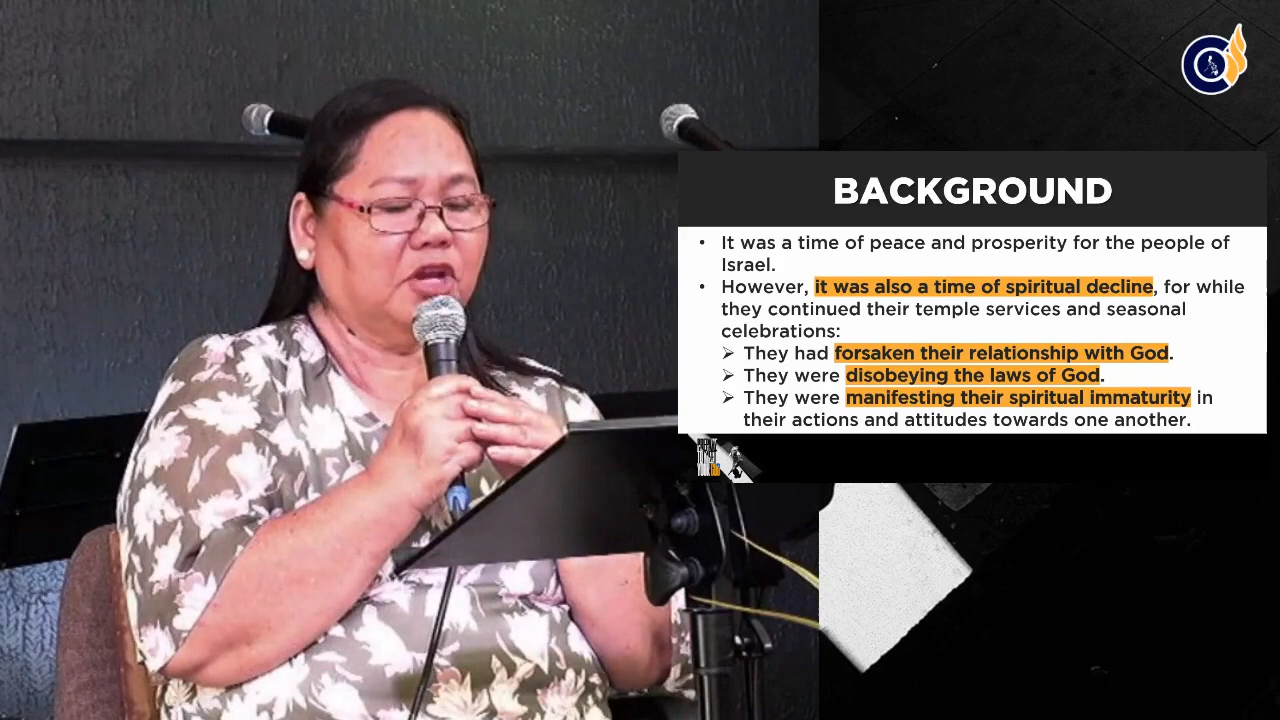 BACKGROUND
• It was a time of peace and prosperity for the people of
Israel.
• However, it was also a time of spiritual decline, for while
they continued their temple services and seasonal
celebrations:
➢ They had forsaken their relationship with God.
➢ They were disobeying the laws of God.
➢ They were manifesting their spiritual immaturity in
their actions and attitudes towards one another.